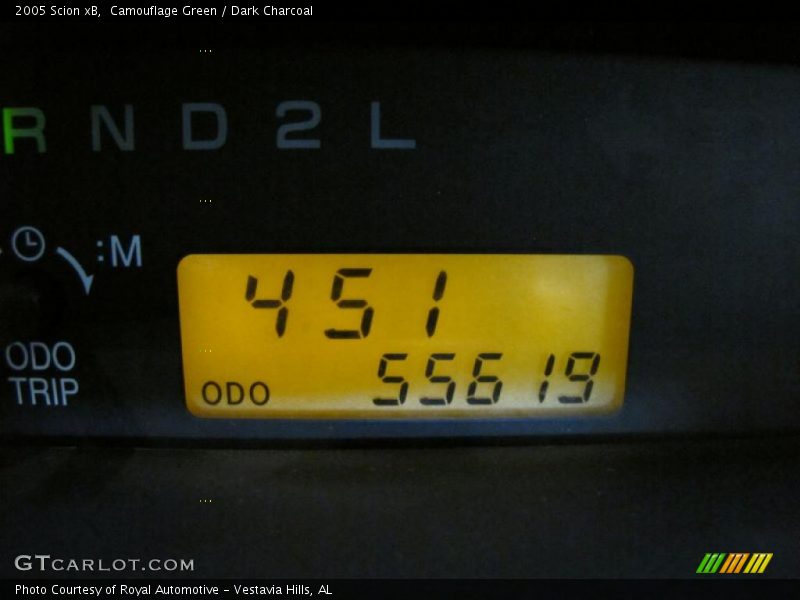 2005 Scion xB,  Camouflage Green / Dark Charcoal
R N D 2 L
:M
451
ODO
TRIP
ODO 55619
GTCARLOT.COM
Photo Courtesy of Royal Automotive - Vestavia Hills, AL